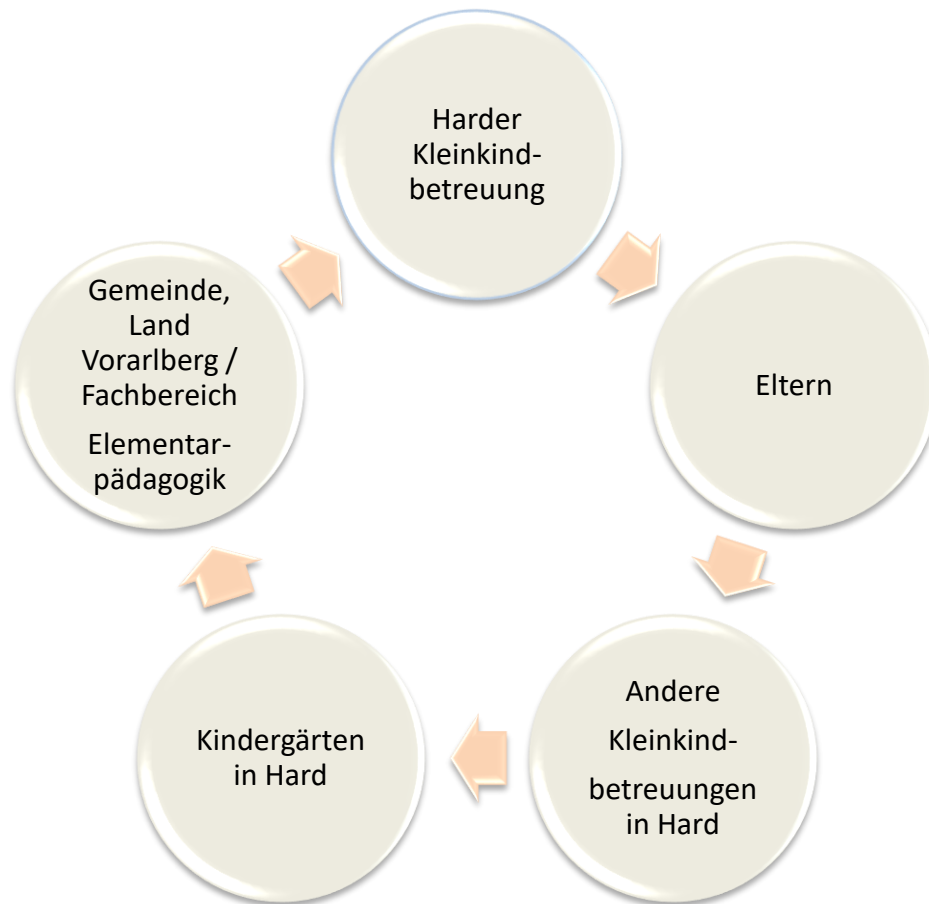 Harder
Kleinkind-
betreuung
Eltern
Andere
Kleinkind-
betreuungen
in Hard
Kindergärten
in Hard
Gemeinde,
Land
Vorarlberg /
Fachbereich
Elementar-
pädagogik